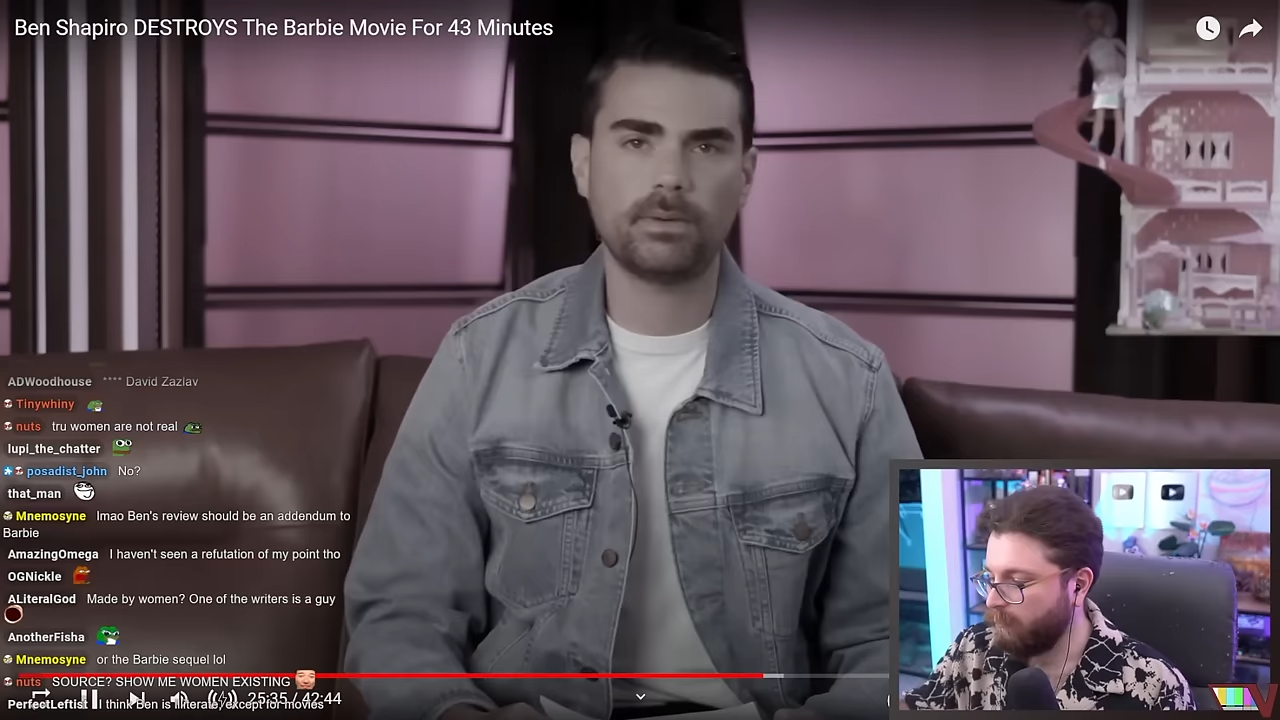 Ben Shapiro DESTROYS The Barbie Movie For 43 Minutes
ADWoodhouse **** David Zazlav
Tinywhiny
nuts tru women are not real
lupi_the_chatter
posadist_john No?
that_man
Mnemosyne lmao Ben's review should be an addendum to
Barbie
AmazingOmega I haven't seen a refutation of my point tho
OGNickle
ALiteralGod Made by women? One of the writers is a guy
AnotherFisha
Mnemosyne or the Barbie sequel lol
nuts SOURCE? SHOW ME WOMEN EXISTING
25:35 / 42:44
PerfectLeftist I think Ben is illiterate, except for movies